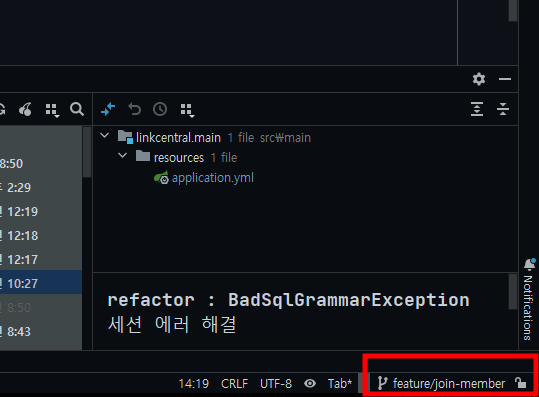 linkcentral.main 1 file src₩main
resources 1 file
application.yml
8:50
2:29
12:19
12:18
12:17
10:27
8:50
8:43
refactor : BadSqlGrammarException
세션 에러 해결
Notifications
14:19 CRLF UTF-8 Tab* feature/join-member